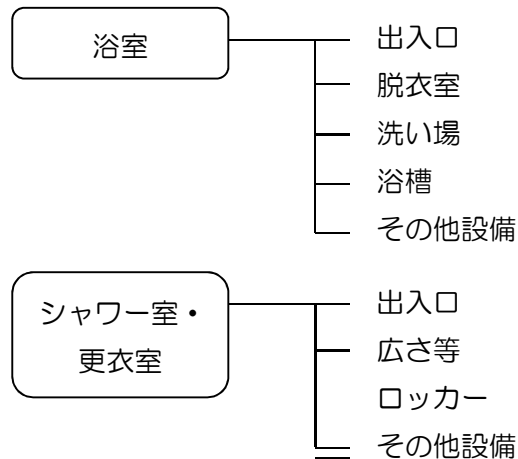 浴室
出入口
脱衣室
洗い場
浴槽
その他設備
シャワー室・
更衣室
出入口
広さ等
ロッカー
その他設備